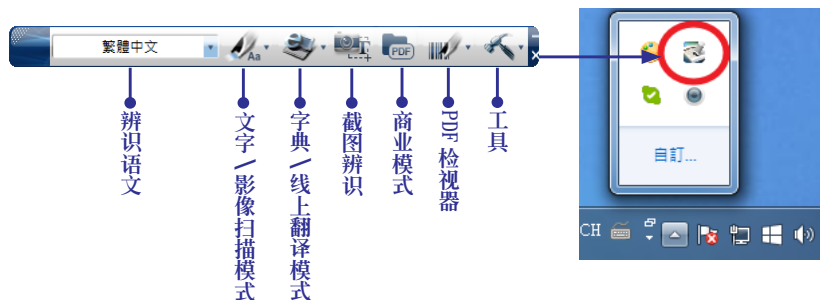 繁體中文
Aa
T
PDF
辨识语文
文字/影像扫描模式
字典/线上翻译模式
截图辨识
商业模式
PDF 检视器
工具
自訂...
CH